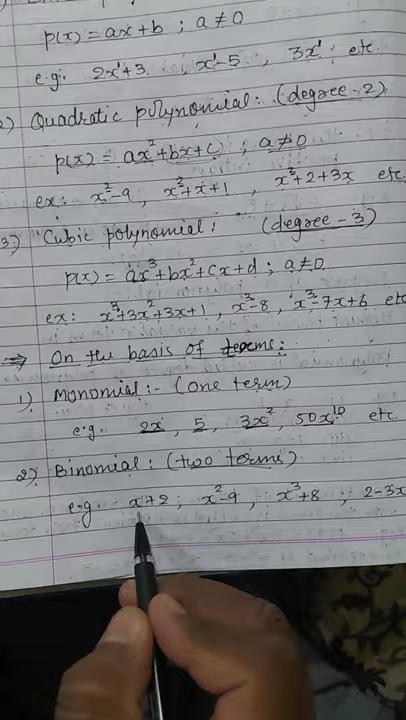 p(x) = ax + b ; a ≠ 0
e.g. 2x¹+3 , x¹-5 , 3x¹ etc.
2) Quadratic polynomial: (degree-2)
p(x) = ax²+bx+c ; a≠0
ex: x²-9 , x²+x+1 , x²+2+3x etc.
3) Cubic polynomial: (degree-3)
p(x) = ax³+bx²+cx+d ; a≠0
ex: x³+3x²+3x+1 , x³-8 , x³-7x+6 etc
⇒ On the basis of :
1) Monomial:- (one term)
e.g. 2x , 5 , 3x² , 50x¹⁰ etc.
2) Binomial: (two terms)
e.g. x+2 , x²-9 , x³+8 , 2-3x